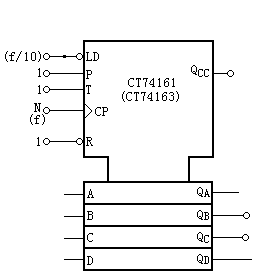 (f/10) LD
1 P
1 T
N CP
(f)
1 R
CT74161
(CT74163)
QCC
A QA
B QB
C QC
D QD